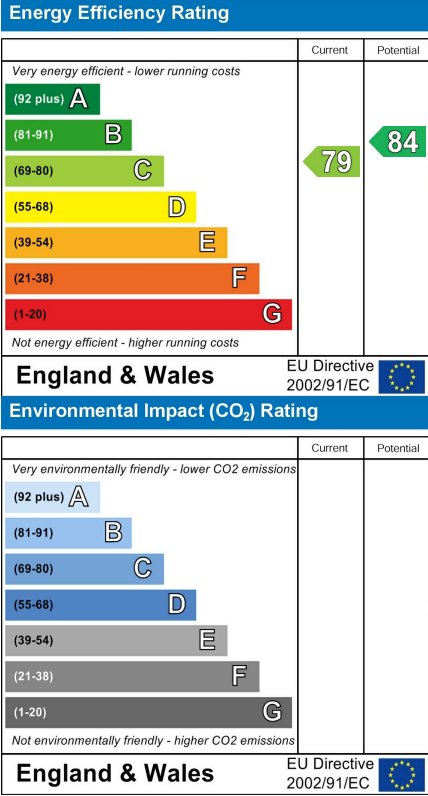 Energy Efficiency Rating
Current Potential
Very energy efficient - lower running costs
(92 plus) A
(81-91) B
(69-80) C
(55-68) D
(39-54) E
(21-38) F
(1-20) G
79
84
Not energy efficient - higher running costs
England & Wales
EU Directive
2002/91/EC
Environmental Impact (CO₂) Rating
Current Potential
Very environmentally friendly - lower CO2 emissions
(92 plus) A
(81-91) B
(69-80) C
(55-68) D
(39-54) E
(21-38) F
(1-20) G
Not environmentally friendly - higher CO2 emissions
England & Wales
EU Directive
2002/91/EC